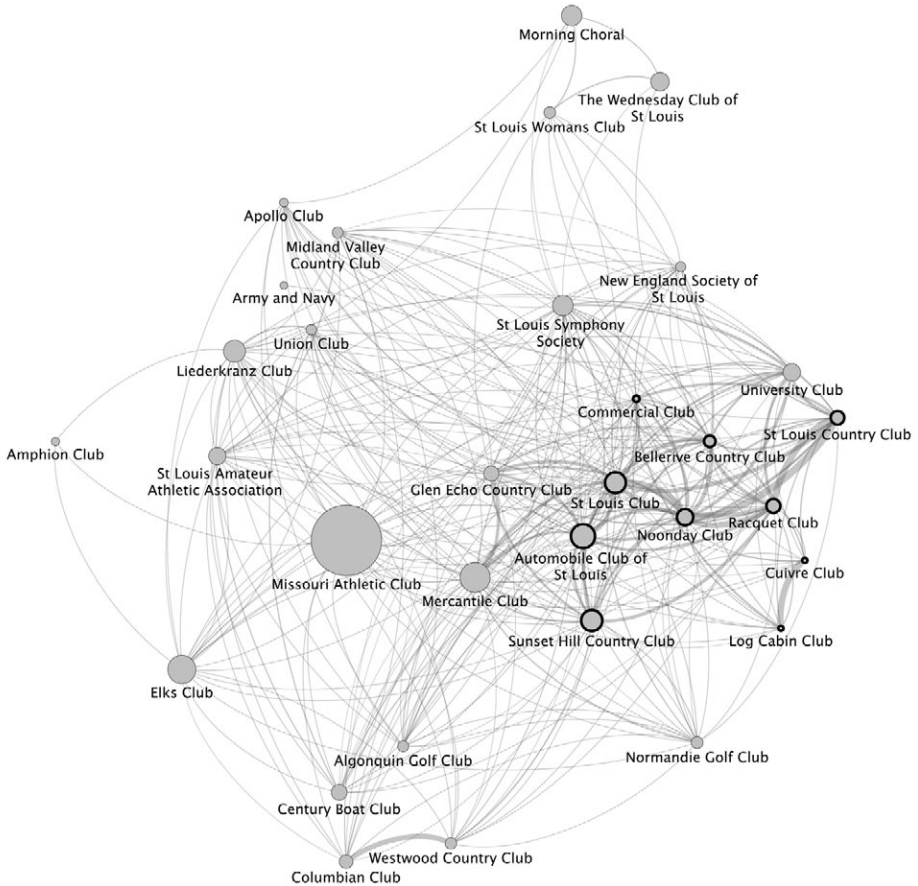 Morning Choral
The Wednesday Club of
St Louis
St Louis Womans Club
Apollo Club
Midland Valley
Country Club
New England Society of
St Louis
Army and Navy
St Louis Symphony
Society
Union Club
Liederkranz Club
University Club
Commercial Club
St Louis Country Club
Amphion Club
Bellerive Country Club
St Louis Amateur
Athletic Association
Glen Echo Country Club
St Louis Club
Noonday Club
Racquet Club
Automobile Club of
St Louis
Missouri Athletic Club
Cuivre Club
Mercantile Club
Sunset Hill Country Club
Log Cabin Club
Elks Club
Algonquin Golf Club
Normandie Golf Club
Century Boat Club
Westwood Country Club
Columbian Club